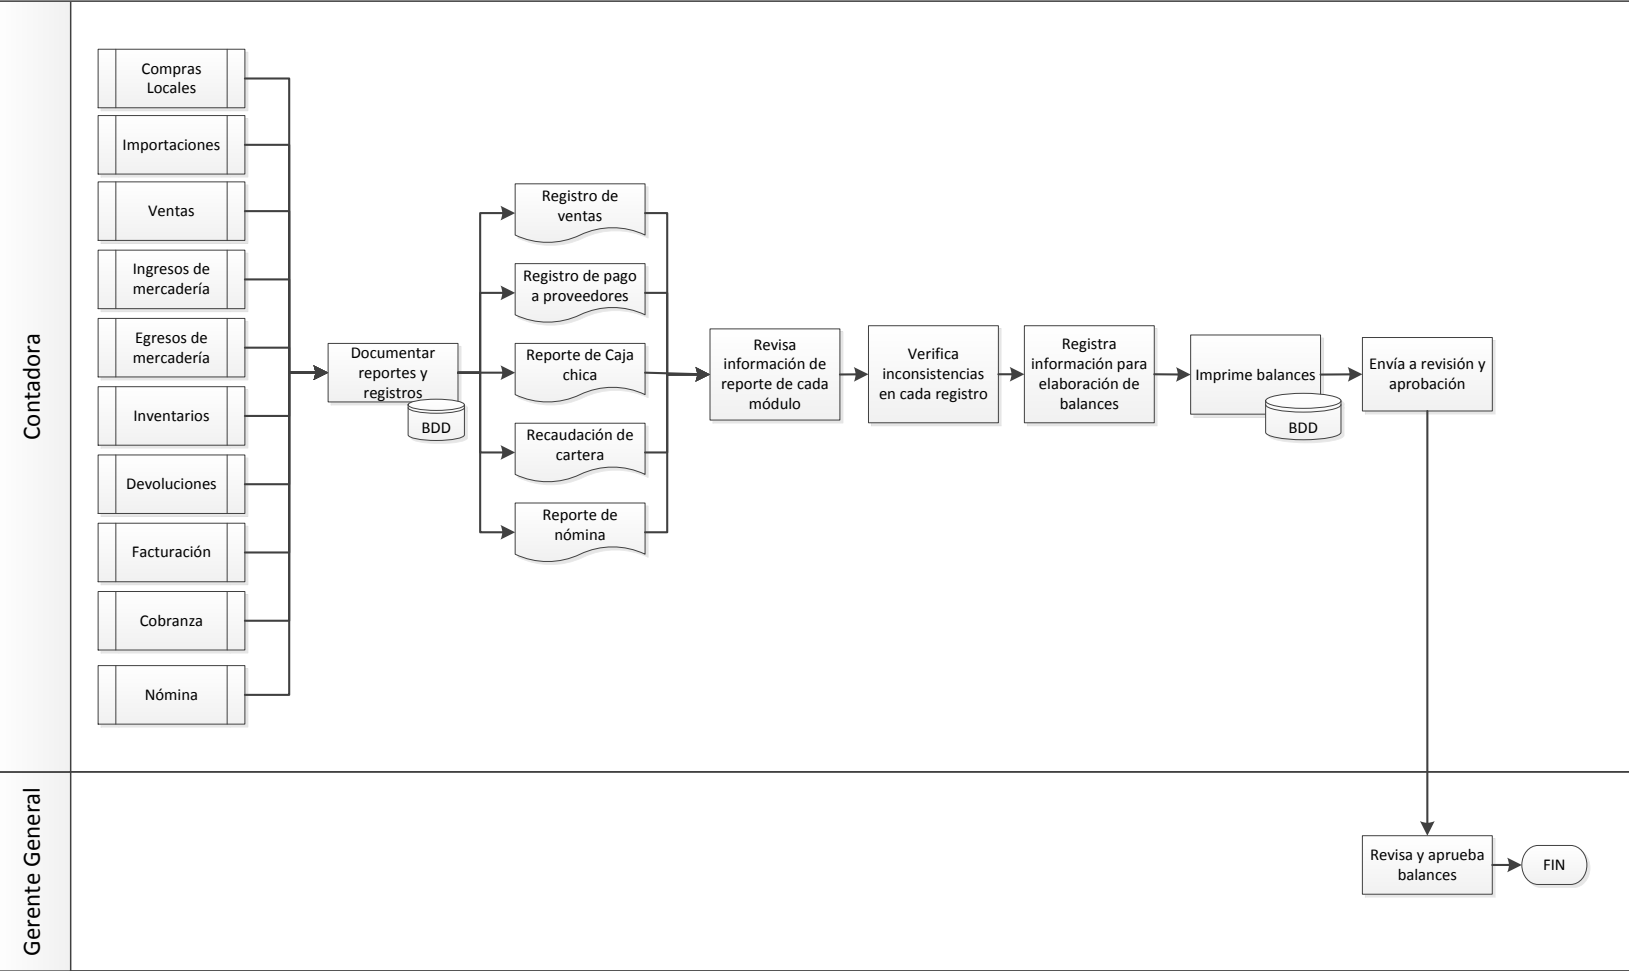 Contadora
Compras
Locales
Importaciones
Ventas
Ingresos de
mercadería
Egresos de
mercadería
Inventarios
Devoluciones
Facturación
Cobranza
Nómina
Documentar
reportes y
registros
BDD
Registro de
ventas
Registro de pago
a proveedores
Reporte de Caja
chica
Recaudación de
cartera
Reporte de
nómina
Revisa
información de
reporte de cada
módulo
Verifica
inconsistencias
en cada registro
Registra
información para
elaboración de
balances
Imprime balances
BDD
Envía a revisión y
aprobación
Gerente General
Revisa y aprueba
balances
FIN